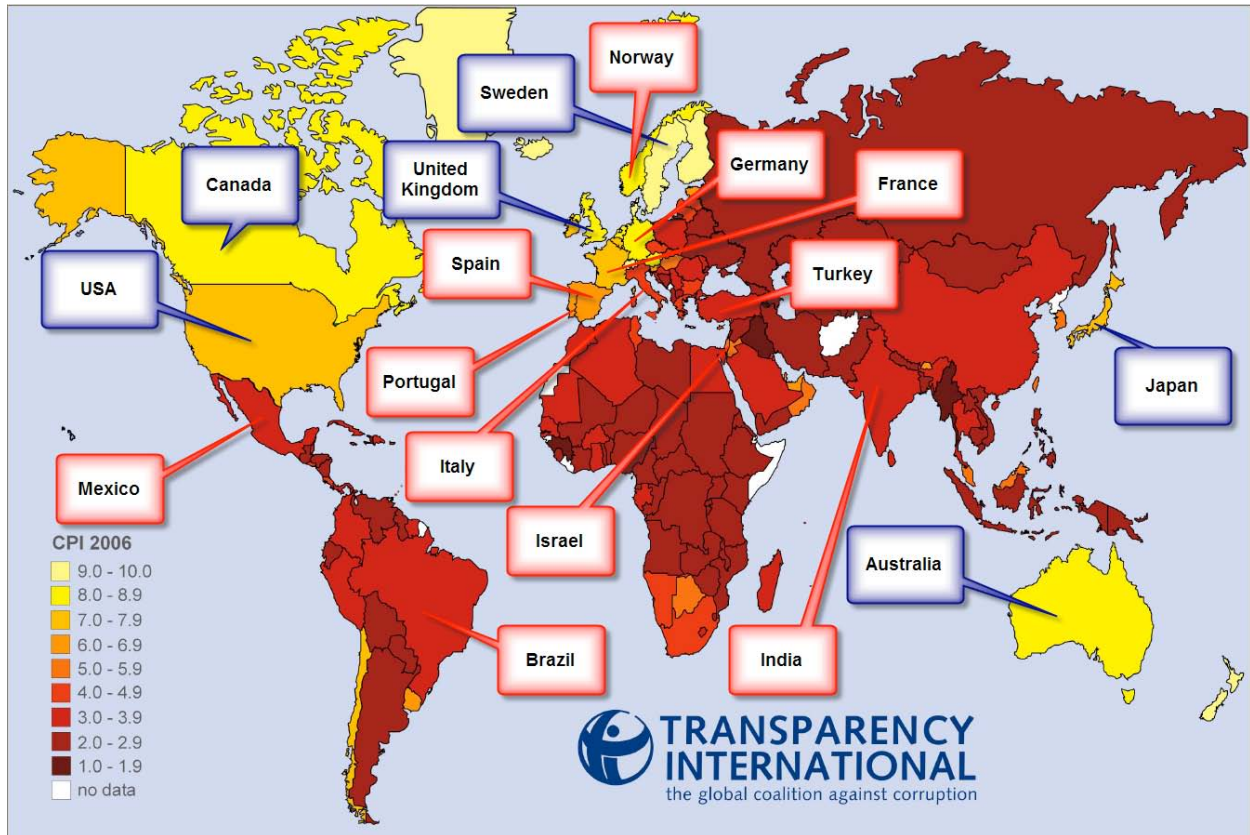 Norway
Sweden
Germany
United
Kingdom
France
Canada
Spain
Turkey
USA
Portugal
Japan
Italy
Mexico
Israel
Australia
Brazil
India
CPI 2006
9.0 - 10.0
8.0 - 8.9
7.0 - 7.9
6.0 - 6.9
5.0 - 5.9
4.0 - 4.9
3.0 - 3.9
2.0 - 2.9
1.0 - 1.9
no data
TRANSPARENCY
INTERNATIONAL
the global coalition against corruption